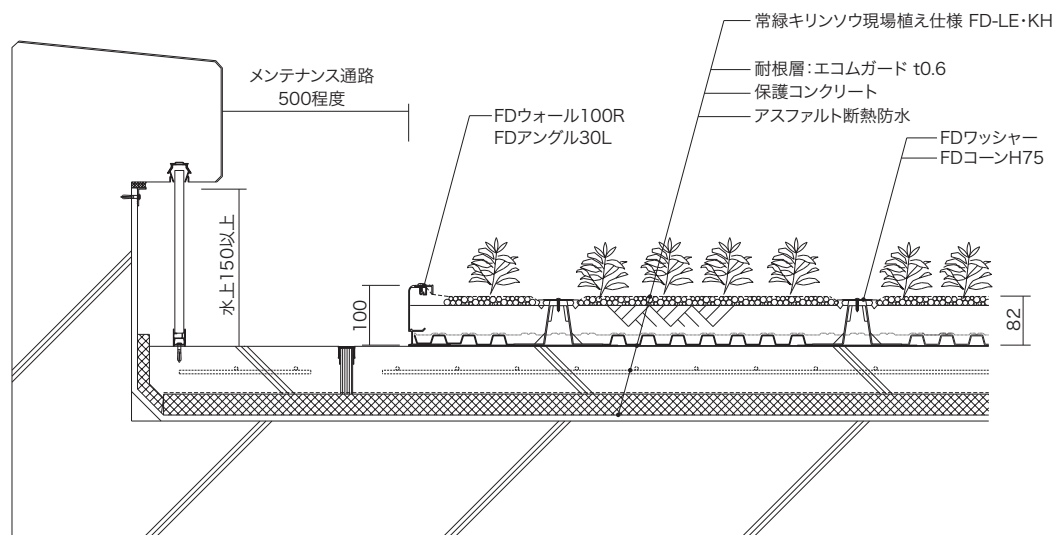 常緑キリンソウ現場植え仕様 FD-LE・KH
耐根層：エコムガード t0.6
保護コンクリート
アスファルト断熱防水
メンテナンス通路
500程度
FDウォール100R
FDアングル30L
FDワッシャー
FDコーンH75
水上150以上
100
82